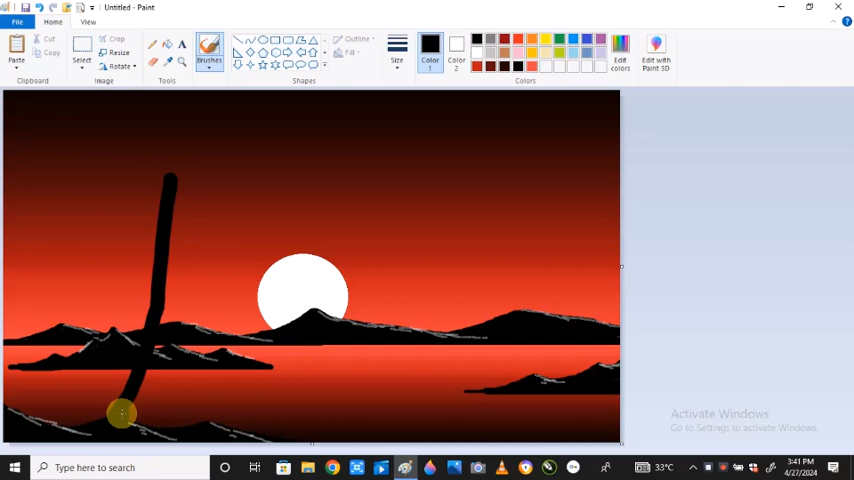 Untitled - Paint
File Home View
Paste
Cut
Copy
Clipboard
Select
Crop
Resize
Rotate
Image
A
Tools
Brushes
Outline
Fill
Shapes
Size
Color 1
Color 2
Edit colors
Colors
Edit with Paint 3D
Activate Windows
Go to Settings to activate Windows.
Type here to search
33°C
3:41 PM
4/27/2024